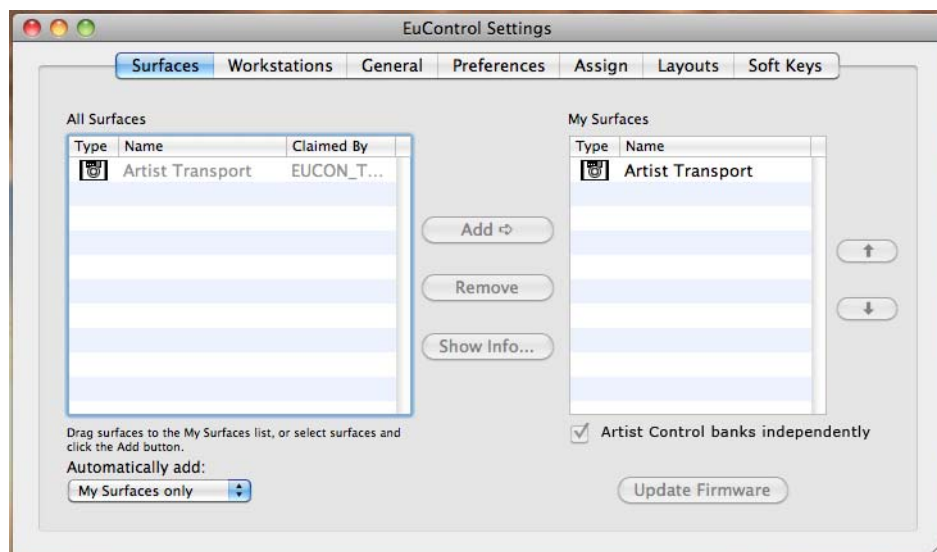 EuControl Settings
Surfaces Workstations General Preferences Assign Layouts Soft Keys
All Surfaces
Type Name Claimed By
Artist Transport EUCON_T...
Drag surfaces to the My Surfaces list, or select surfaces and
click the Add button.
Automatically add:
My Surfaces only
Add
Remove
Show Info...
My Surfaces
Type Name
Artist Transport
Artist Control banks independently
Update Firmware